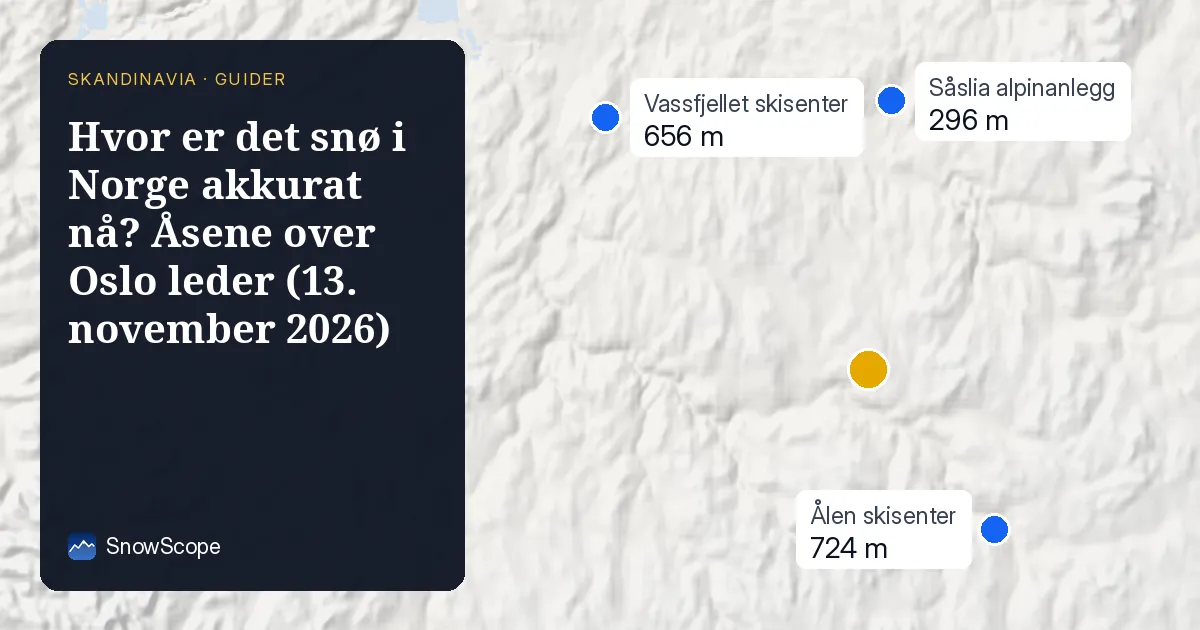 SKANDINAVIA · GUIDER
Hvor er det snø i
Norge akkurat
nå? Åsene over
Oslo leder (13.
november 2026)
SnowScope
Vassfjellet skisenter
656 m
Såslia alpinanlegg
296 m
Ålen skisenter
724 m